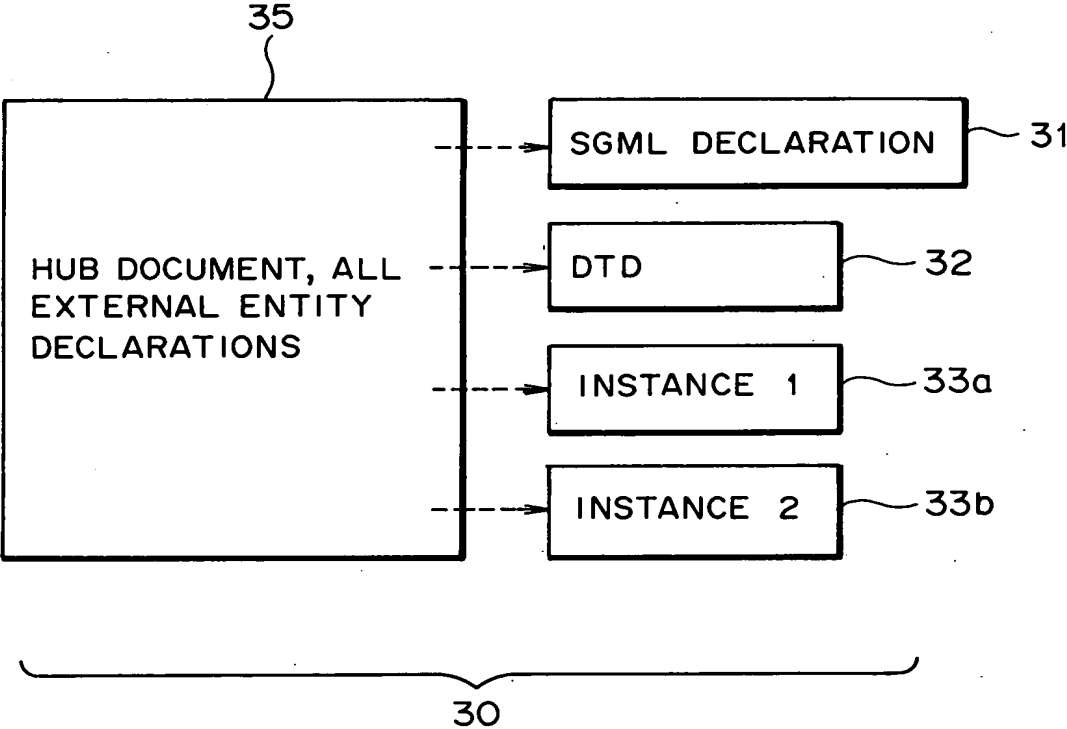 35
SGML DECLARATION
31
HUB DOCUMENT, ALL
EXTERNAL ENTITY
DECLARATIONS
DTD
32
INSTANCE 1
33a
INSTANCE 2
33b
30